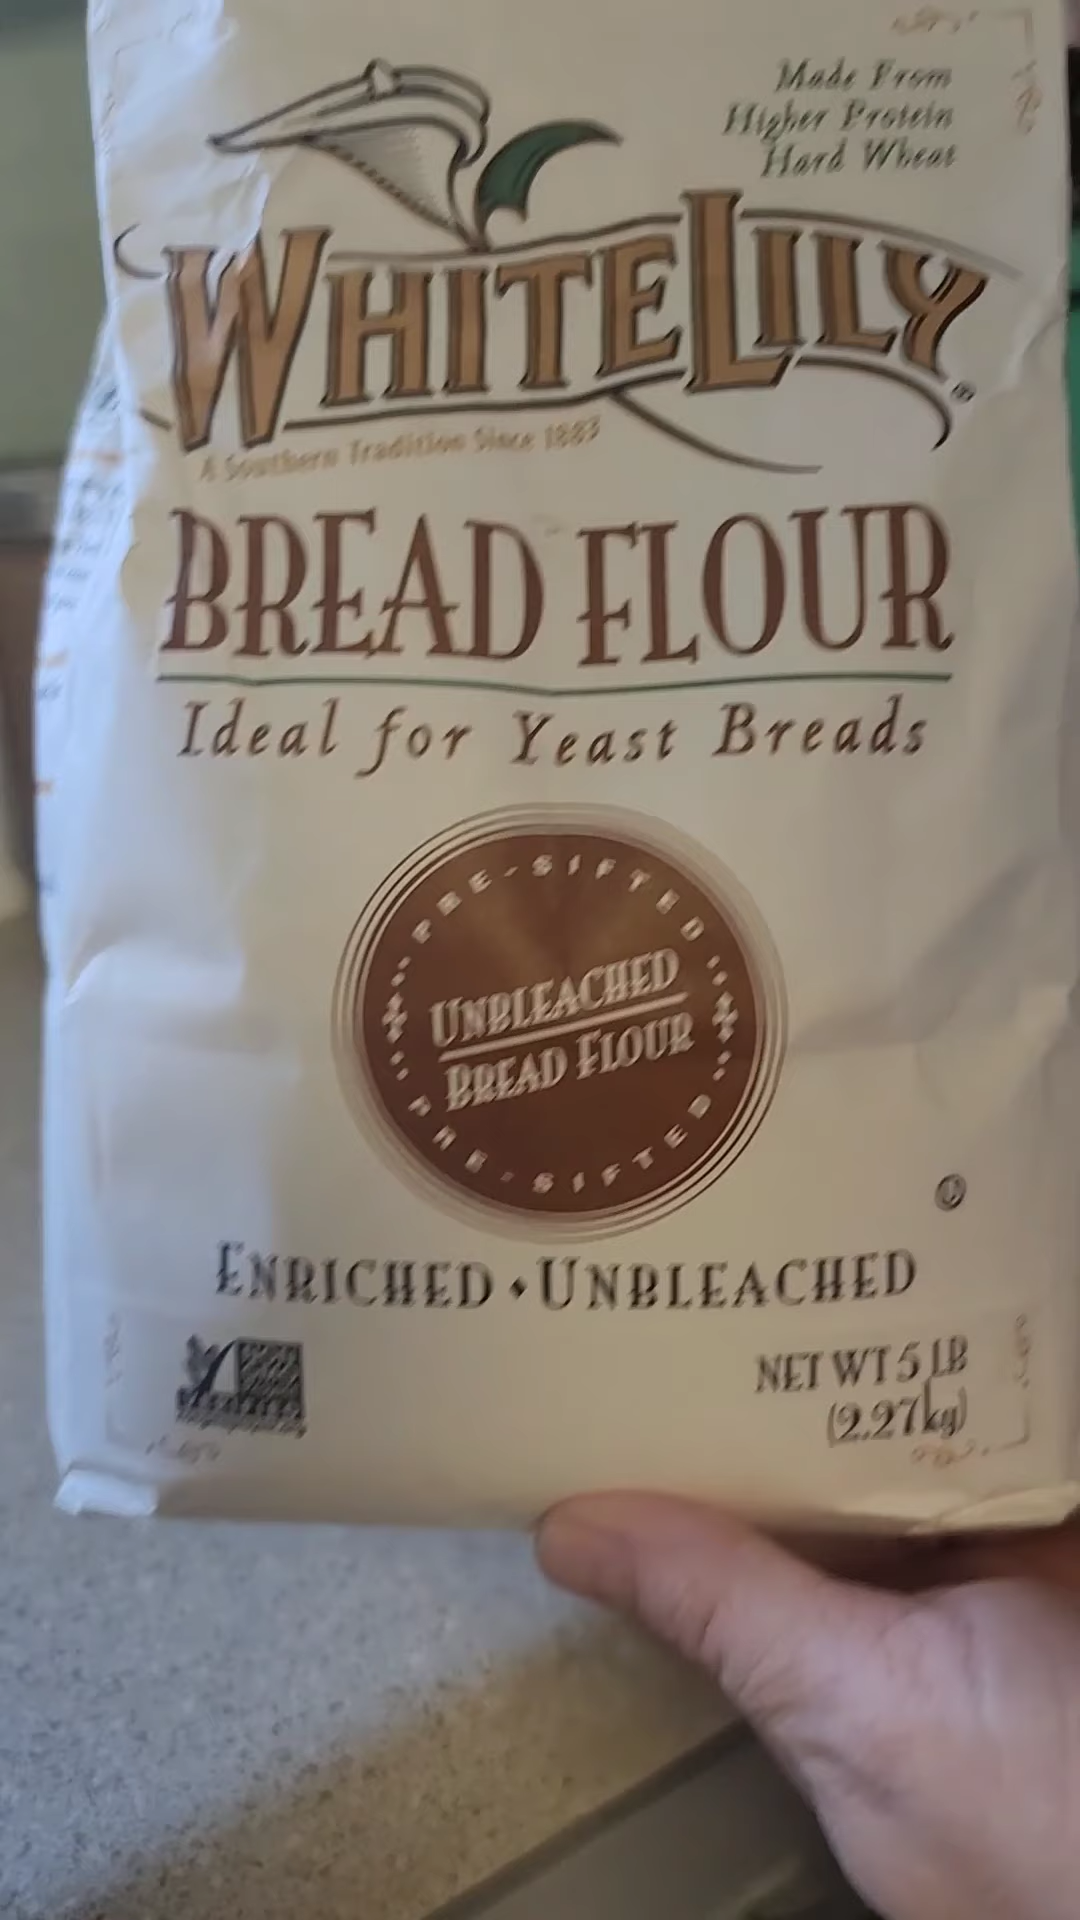 Made From
Higher Protein
Hard Wheat
WHITE LILY®
A Southern Tradition Since 1883
BREAD FLOUR
Ideal for Yeast Breads
PRE-SIFTED
UNBLEACHED
BREAD FLOUR
PRE-SIFTED
U
ENRICHED • UNBLEACHED
NET WT 5 LB
(2.27kg)